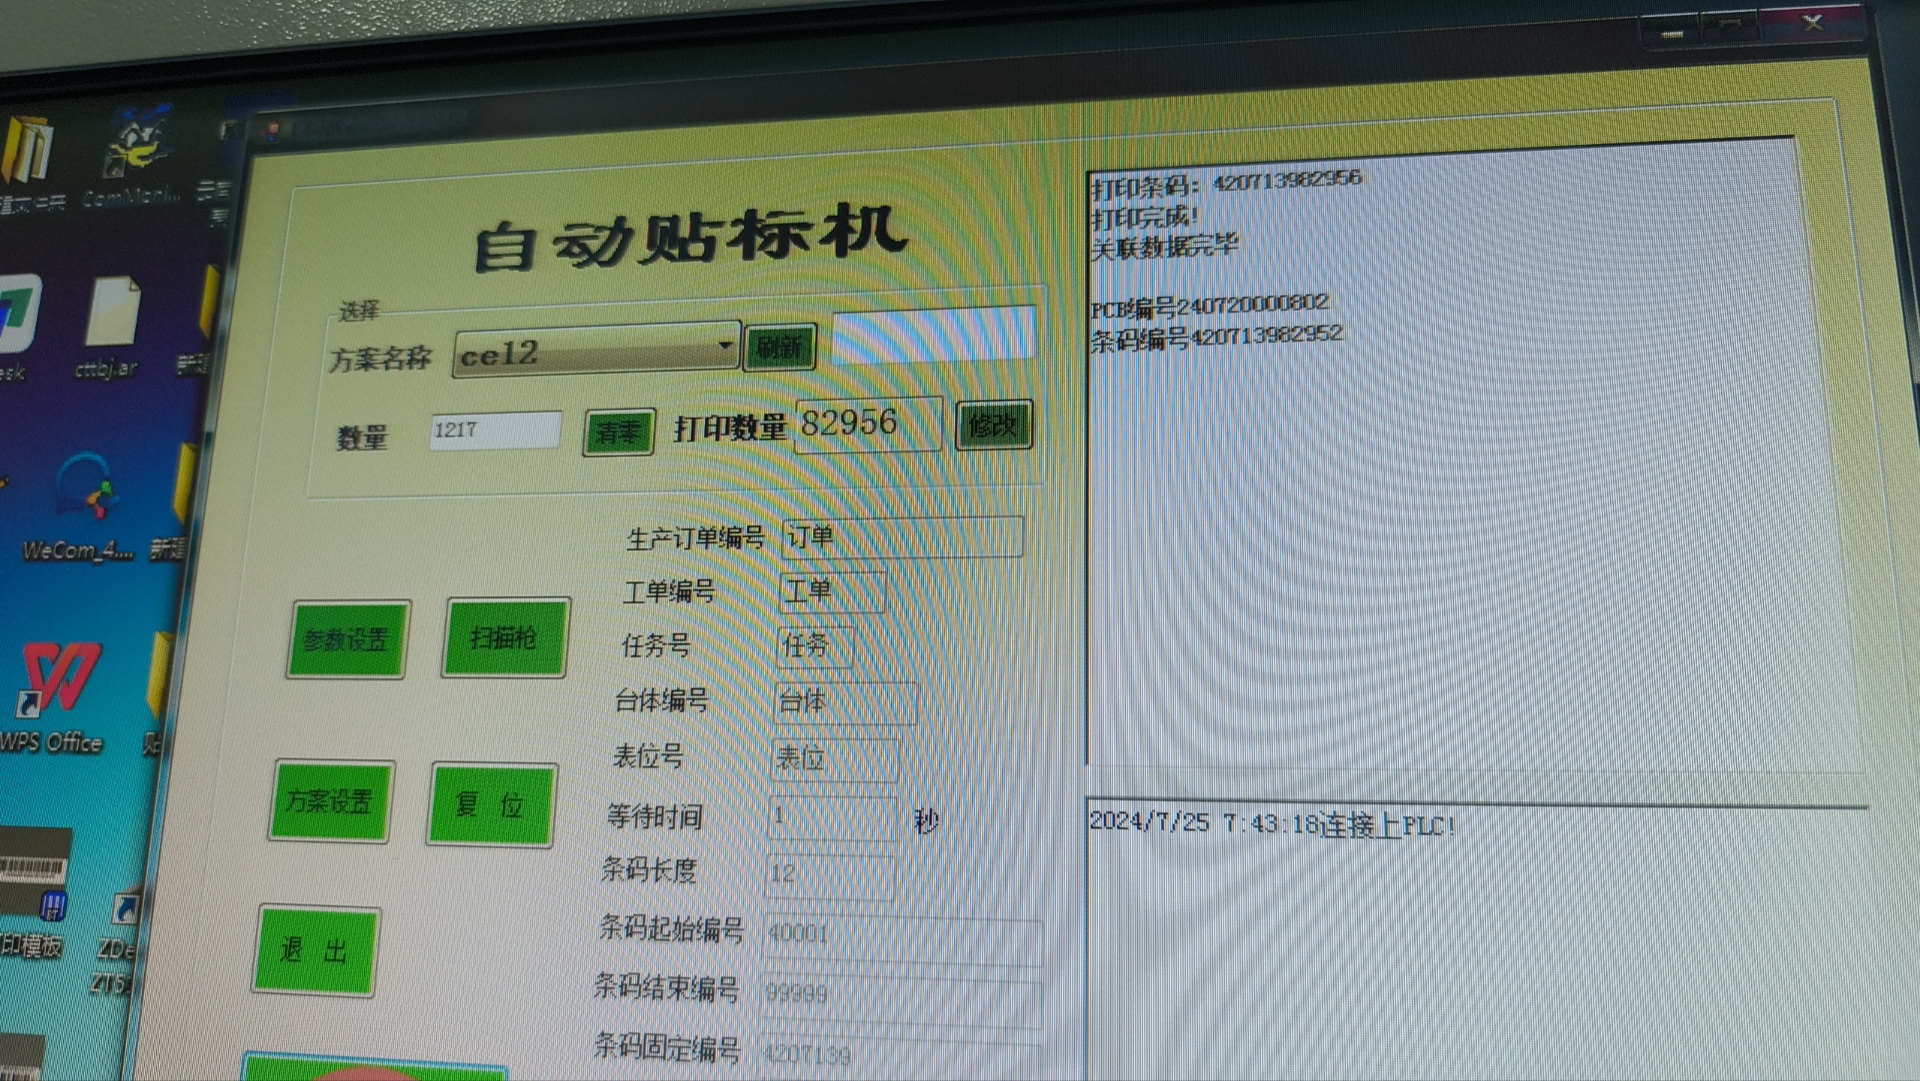 自动贴标机
选择
方案名称 cel2 刷新
数量 1217 清零 打印数量 82956 修改
生产订单编号 订单
工单编号 工单
任务号 任务
台体编号 台体
表位号 表位
等待时间 1 秒
条码长度 12
条码起始编号 40001
条码结束编号 99999
条码固定编号 4207139
参数设置 扫描枪
方案设置 复 位
退 出
打印条码：420713982956
打印完成！
关联数据完毕
PCB编号240720000802
条码编号420713982952
2024/7/25 7:43:18连接上PLC!
cttbj.ar
WeCom_4....
新建
WPS Office
印模板